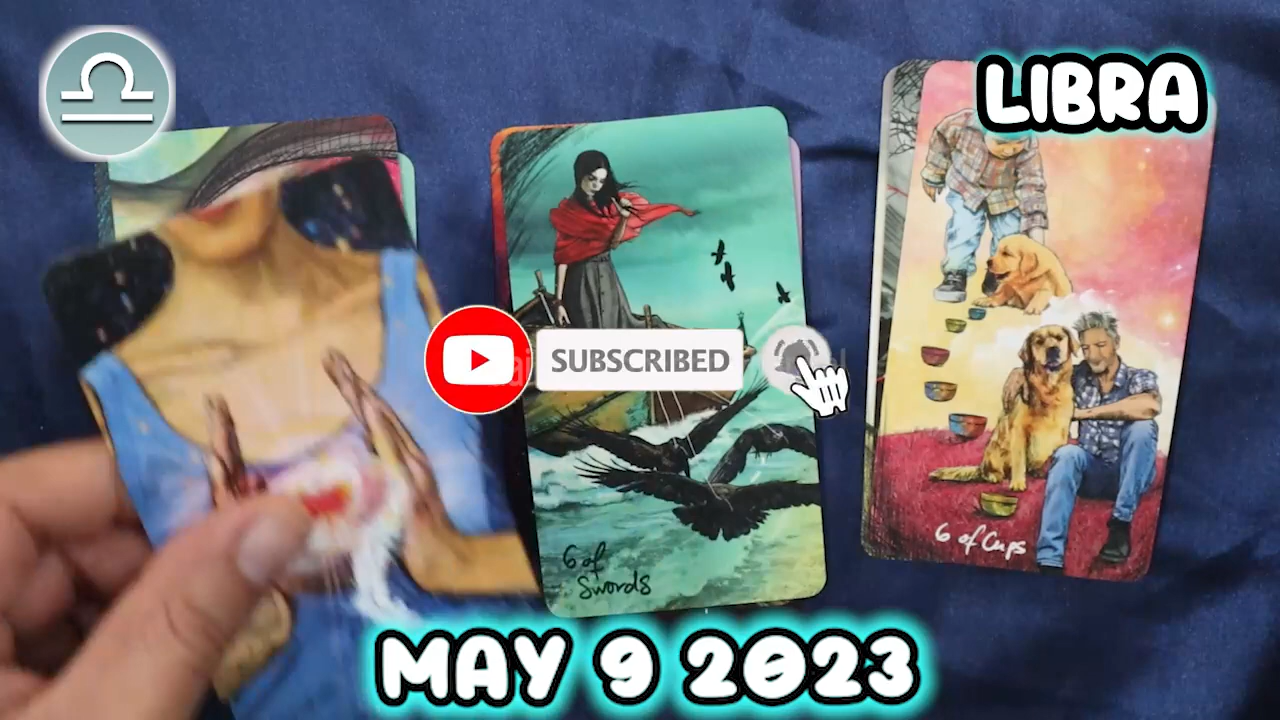 LIBRA
SUBSCRIBED
6 of Cups
6 of
Swords
MAY 9 2023